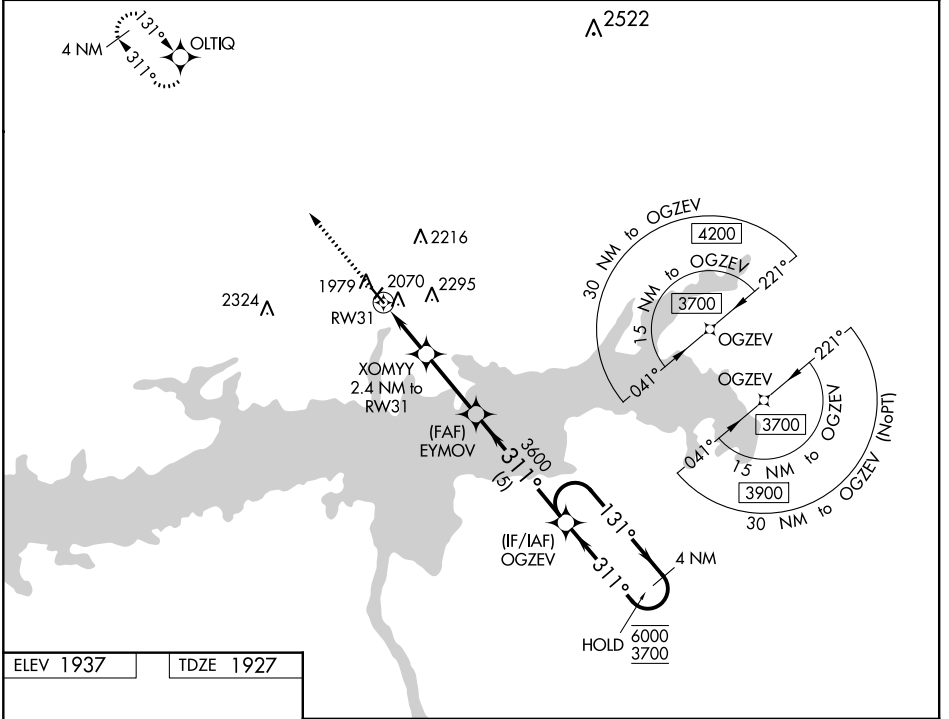 2522
131°
OLTIQ
4 NM
311°
30 NM to OGZEV
4200
15 NM to OGZEV
3700
221°
041°
OGZEV
2216
1979
2070
2295
2324
RW31
XOMYY
2.4 NM to
RW31
(FAF)
EYMOV
3600
311°
(5)
OGZEV
221°
041°
3700
15 NM to OGZEV
3900
30 NM to OGZEV (NoPT)
(IF/IAF)
OGZEV
131°
311°
4 NM
HOLD
6000
3700
ELEV 1937
TDZE 1927